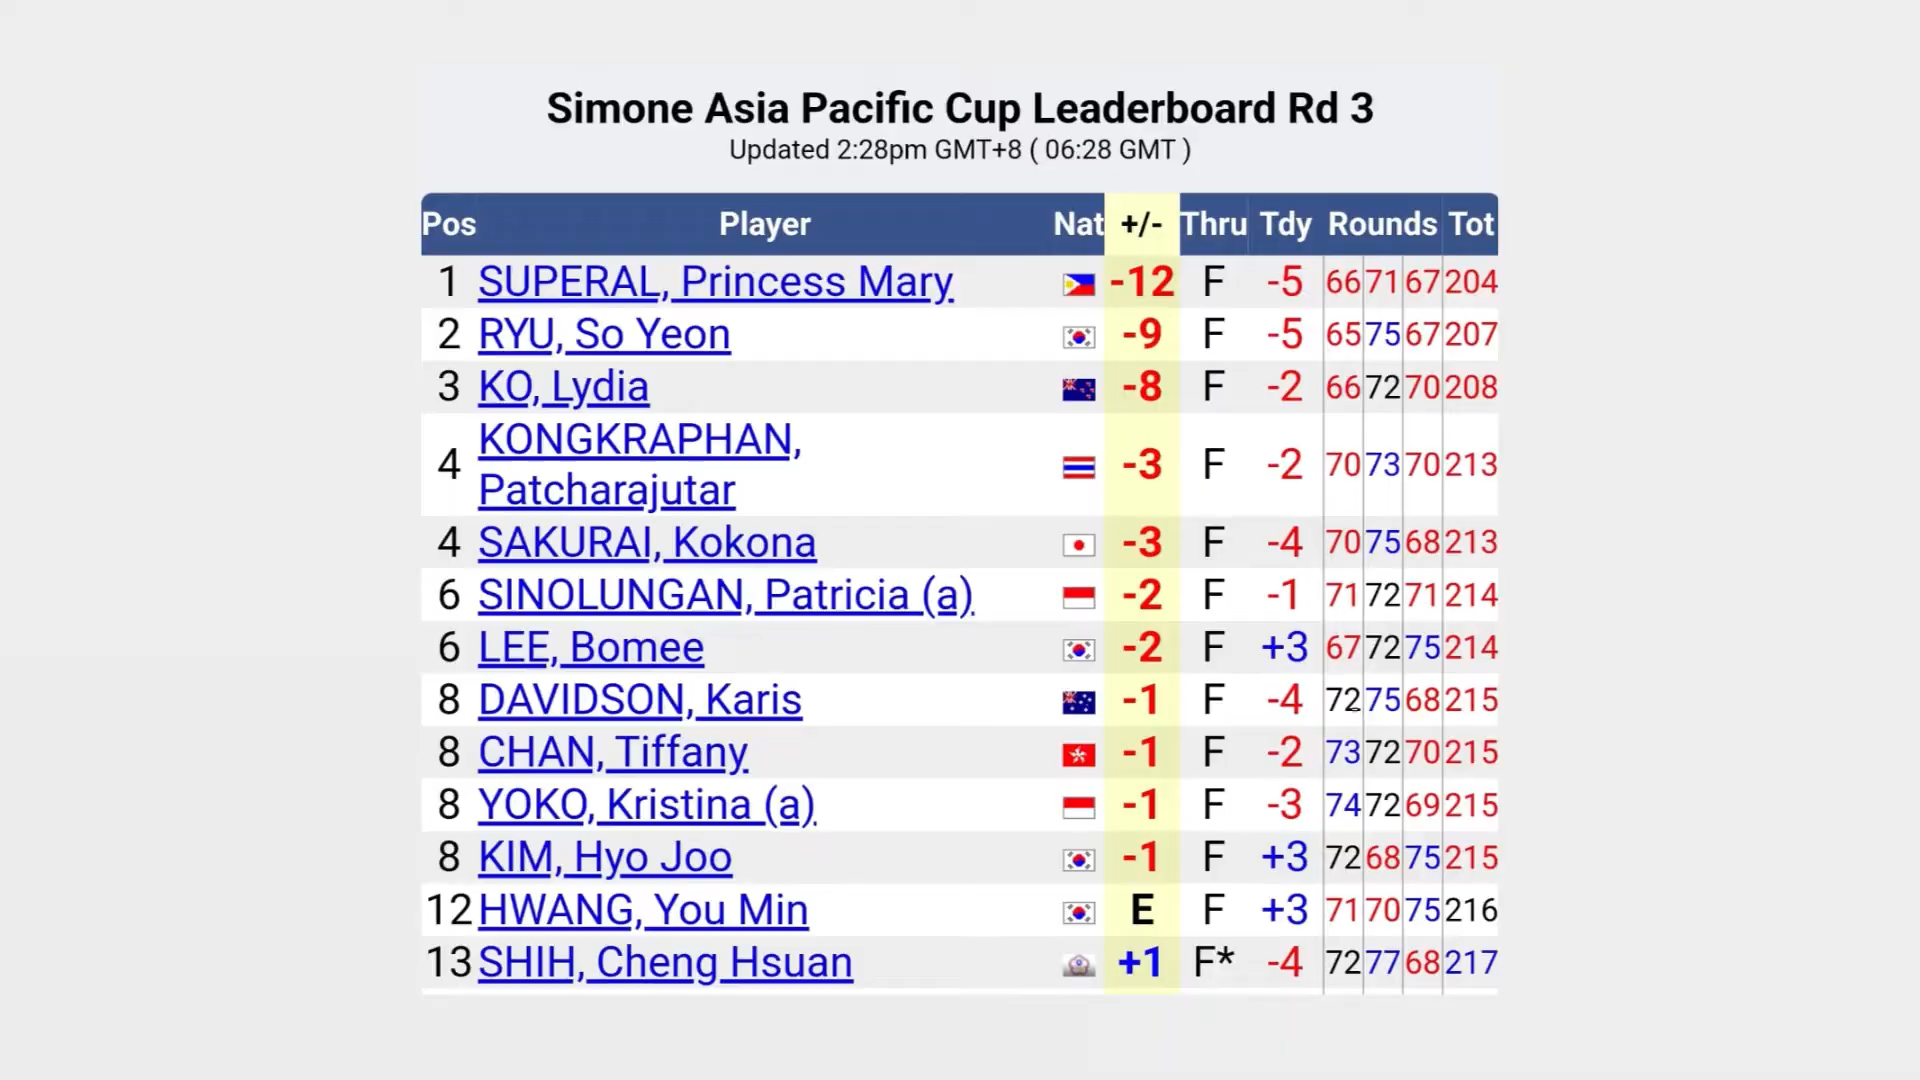 Simone Asia Pacific Cup Leaderboard Rd 3
Updated 2:28pm GMT+8 ( 06:28 GMT )
Pos Player Nat +/- Thru Tdy Rounds Tot
1 SUPERAL, Princess Mary -12 F -5 66 71 67 204
2 RYU, So Yeon -9 F -5 65 75 67 207
3 KO, Lydia -8 F -2 66 72 70 208
4 KONGKRAPHAN, Patcharajutar -3 F -2 70 73 70 213
4 SAKURAI, Kokona -3 F -4 70 75 68 213
6 SINOLUNGAN, Patricia (a) -2 F -1 71 72 71 214
6 LEE, Bomee -2 F +3 67 72 75 214
8 DAVIDSON, Karis -1 F -4 72 75 68 215
8 CHAN, Tiffany -1 F -2 73 72 70 215
8 YOKO, Kristina (a) -1 F -3 74 72 69 215
8 KIM, Hyo Joo -1 F +3 72 68 75 215
12 HWANG, You Min E F +3 71 70 75 216
13 SHIH, Cheng Hsuan +1 F* -4 72 77 68 217